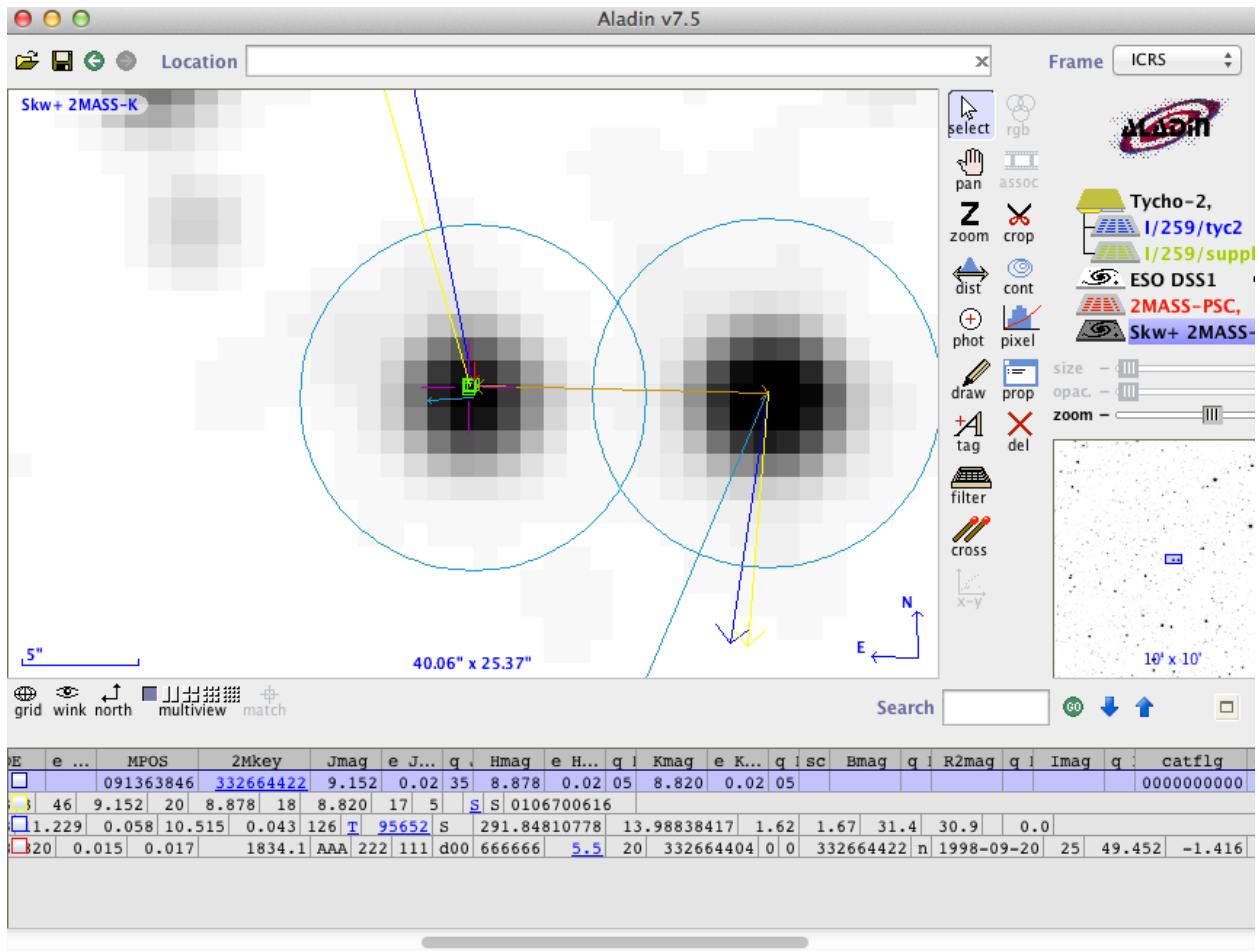 Aladin v7.5
Location
Frame ICRS
Skw+ 2MASS-K
select rgb
pan assoc
zoom crop
dist cont
phot pixel
draw prop
tag del
filter
cross
x-y
ALADIN
Tycho-2,
I/259/tyc2
I/259/suppl
ESO DSS1
2MASS-PSC,
Skw+ 2MASS-
size
opac.
zoom
N
E
5"
40.06" x 25.37"
10' x 10'
grid wink north multiview match
Search GO
DE e ... MPOS 2Mkey Jmag e J... q Hmag e H... q Kmag e K... q sc Bmag q R2mag q Imag q catflg
091363846 332664422 9.152 0.02 35 8.878 0.02 05 8.820 0.02 05 0000000000
46 9.152 20 8.878 18 8.820 17 5 S S 0106700616
1.229 0.058 10.515 0.043 126 T 95652 S 291.84810778 13.98838417 1.62 1.67 31.4 30.9 0.0
820 0.015 0.017 1834.1 AAA 222 111 d00 666666 5.5 20 332664404 0 0 332664422 n 1998-09-20 25 49.452 -1.416